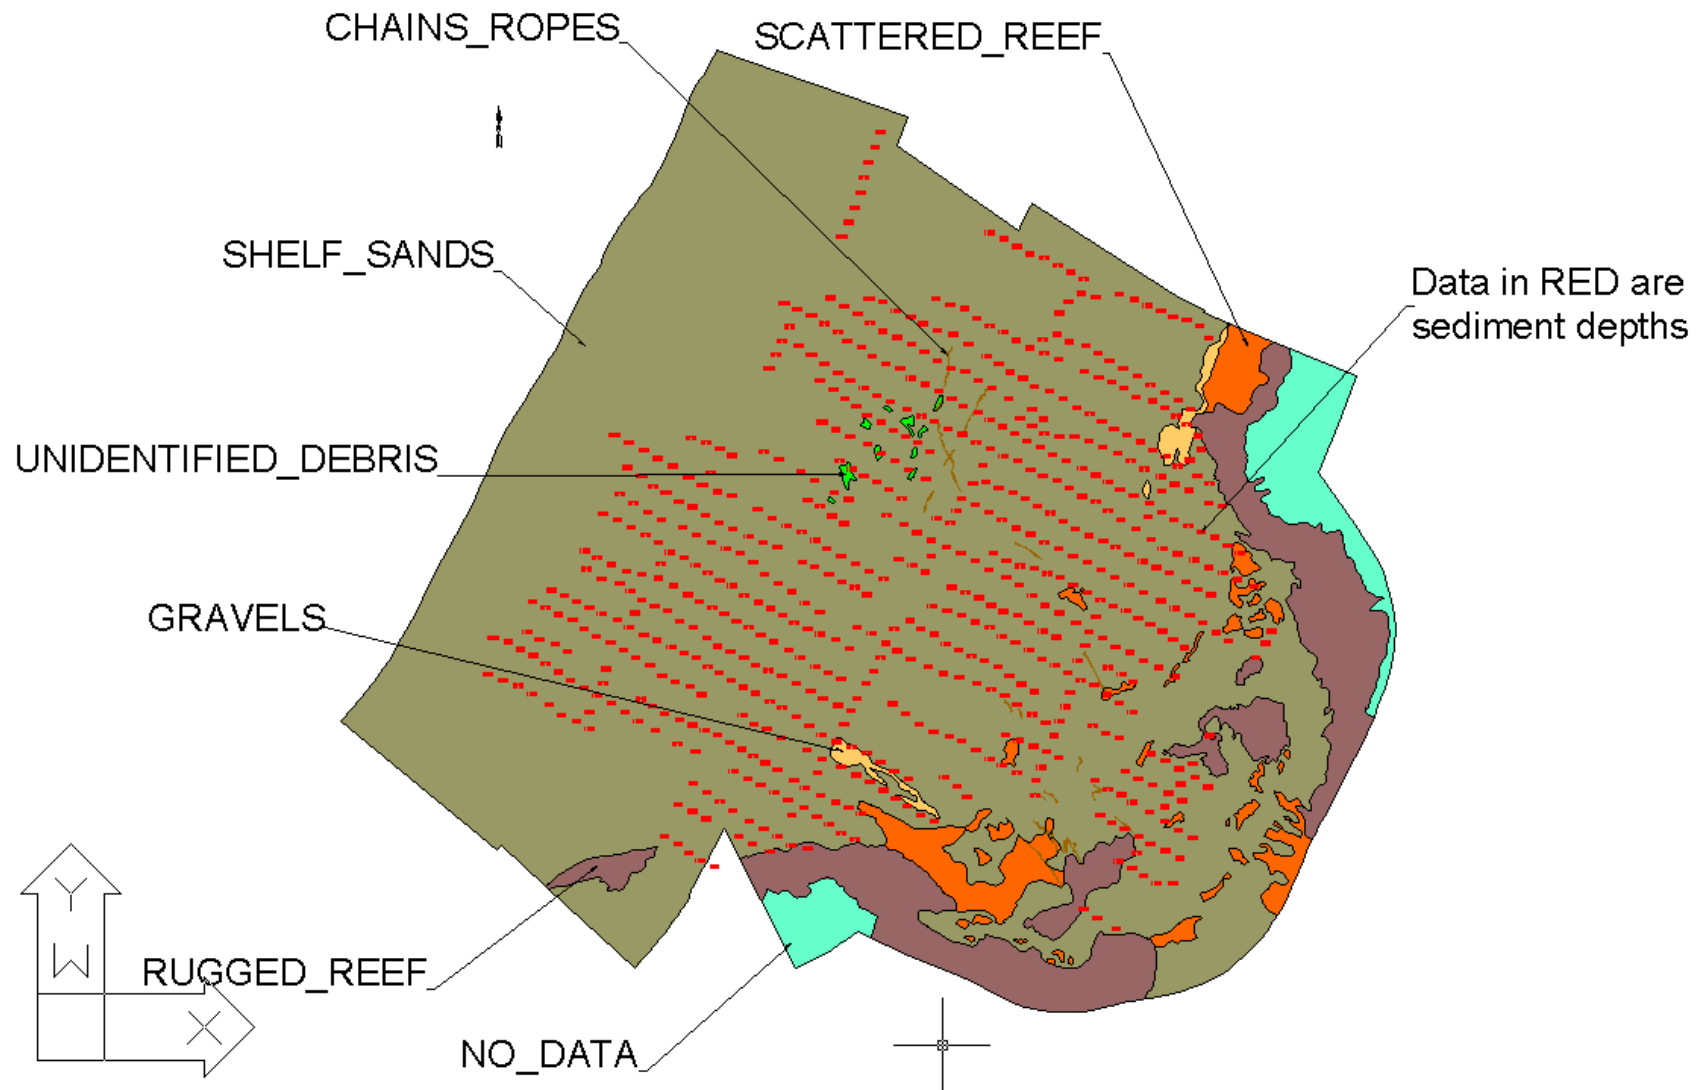 CHAINS_ROPES
SCATTERED_REEF
SHELF_SANDS
Data in RED are
sediment depths
UNIDENTIFIED_DEBRIS
GRAVELS
Y
W
RUGGED_REEF
X
NO_DATA